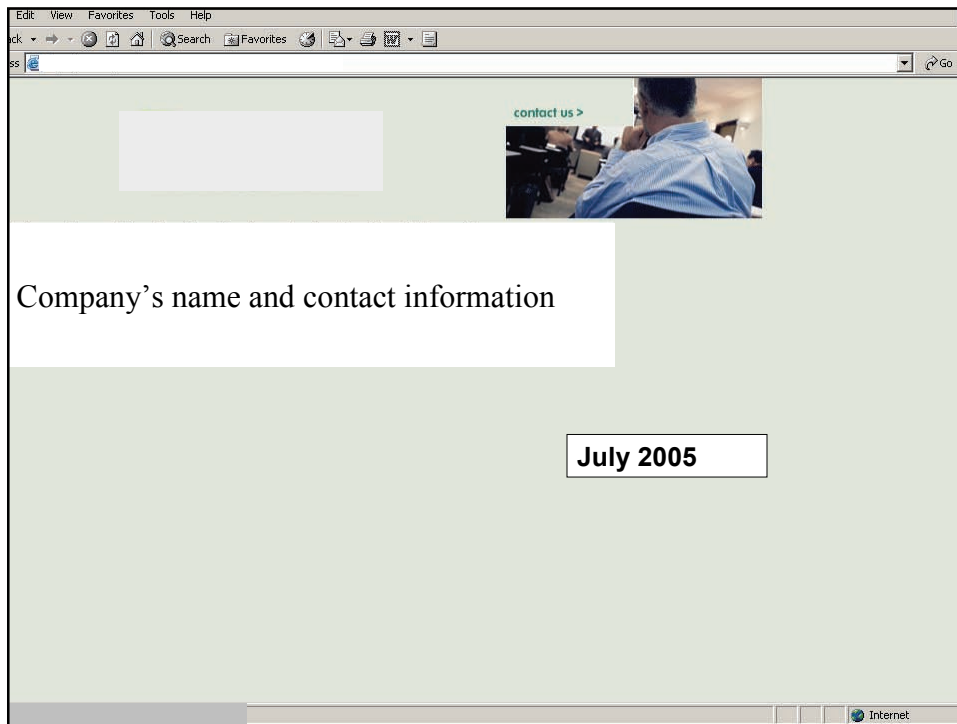 Edit View Favorites Tools Help
Search Favorites
Go
contact us >
Company’s name and contact information
July 2005
Internet